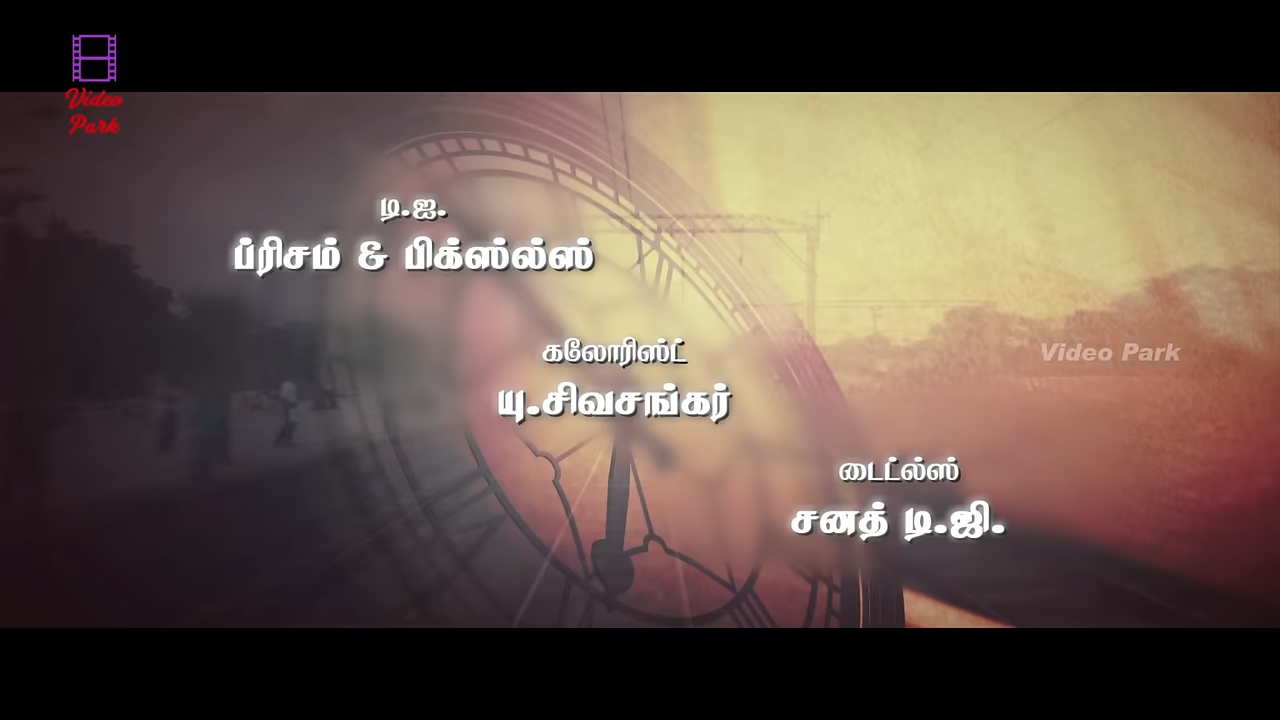 Video
Park
டி.ஐ.
ப்ரிசம் & பிக்ஸ்ல்ஸ்
கலோரிஸ்ட்
Video Park
யு.சிவசங்கர்
டைட்ல்ஸ்
சனத் டி.ஜி.